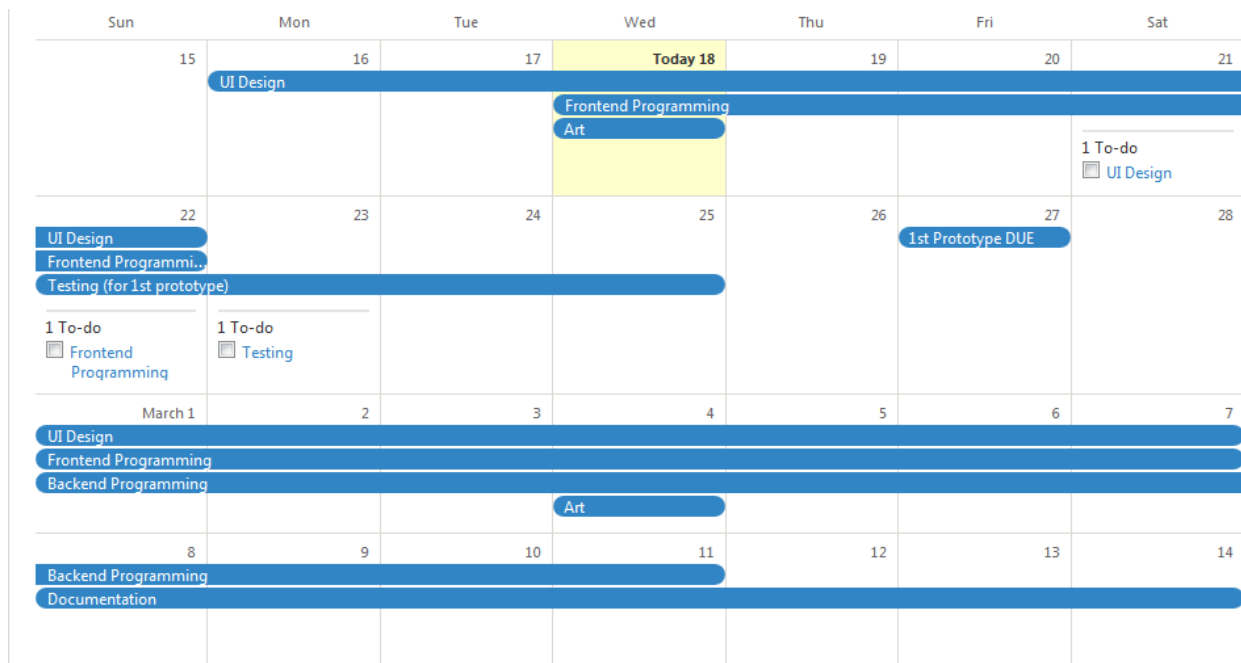 Sun Mon Tue Wed Thu Fri Sat
15 16 17 Today 18 19 20 21
UI Design
Frontend Programming
Art
1 To-do
UI Design
22 23 24 25 26 27 28
UI Design 1st Prototype DUE
Frontend Programmi...
Testing (for 1st prototype)
1 To-do 1 To-do
Frontend Testing
Programming
March 1 2 3 4 5 6 7
UI Design
Frontend Programming
Backend Programming
Art
8 9 10 11 12 13 14
Backend Programming
Documentation